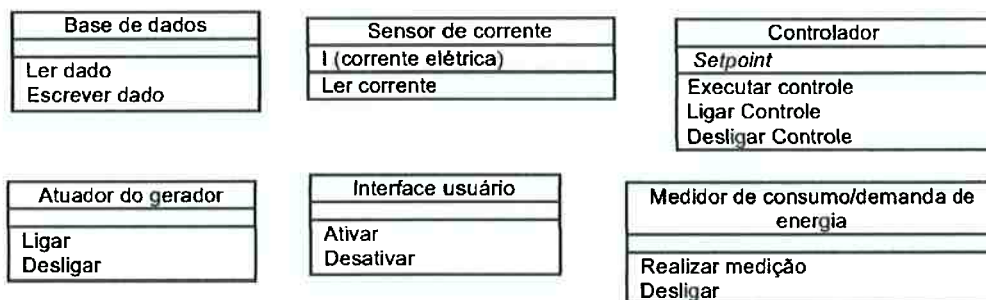 Base de dados
Ler dado
Escrever dado
Sensor de corrente
I (corrente elétrica)
Ler corrente
Controlador
Setpoint
Executar controle
Ligar Controle
Desligar Controle
Atuador do gerador
Ligar
Desligar
Interface usuário
Ativar
Desativar
Medidor de consumo/demanda de
energia
Realizar medição
Desligar